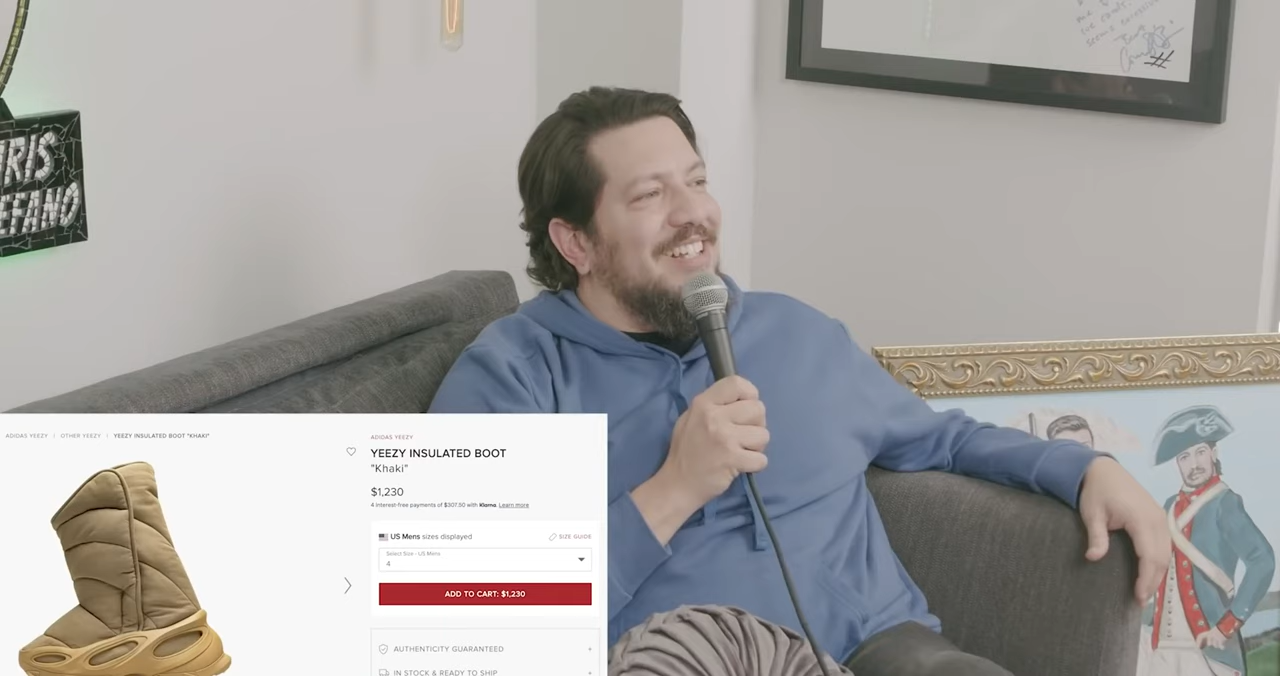 RIS
EFANO
ADIDAS YEEZY | OTHER YEEZY | YEEZY INSULATED BOOT "KHAKI"
ADIDAS YEEZY
YEEZY INSULATED BOOT
"Khaki"
$1,230
4 interest-free payments of $307.50 with Klarna. Learn more
US Mens sizes displayed
SIZE GUIDE
Select Size - US Mens
4
ADD TO CART: $1,230
AUTHENTICITY GUARANTEED +
IN STOCK & READY TO SHIP +